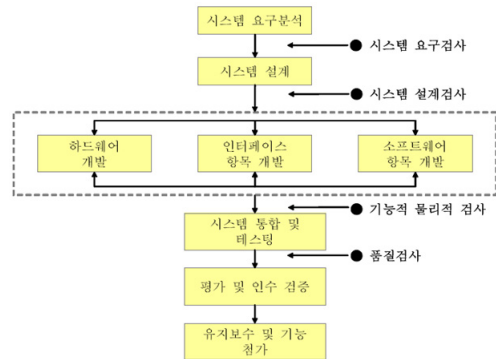 시스템 요구분석
시스템 요구검사
시스템 설계
시스템 설계검사
하드웨어
개발
인터페이스
항목 개발
소프트웨어
항목 개발
기능적 물리적 검사
시스템 통합 및
테스팅
품질검사
평가 및 인수 검증
유지보수 및 기능
첨가